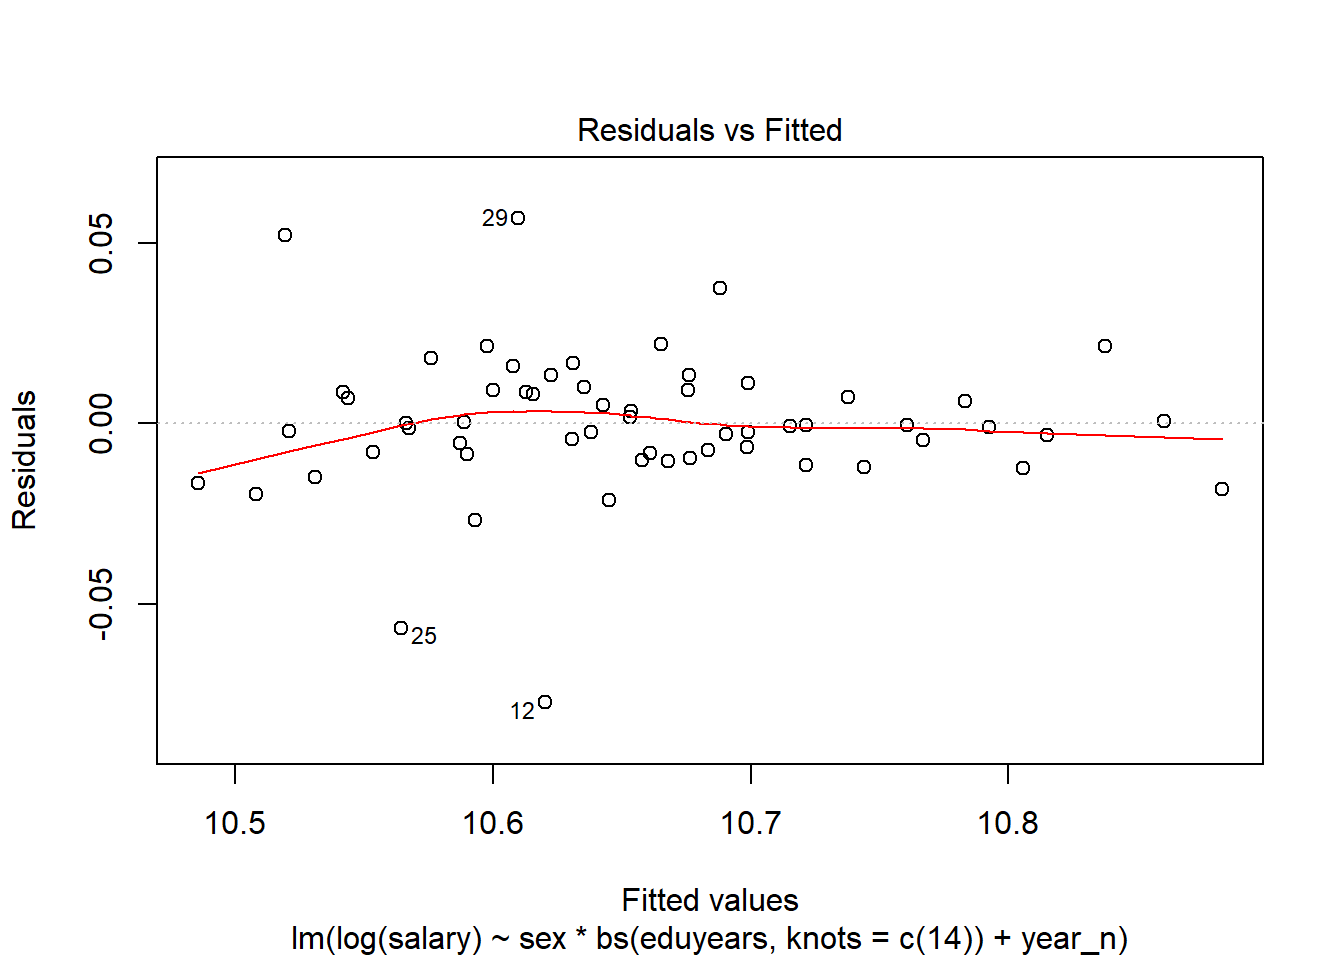 Residuals vs Fitted
Residuals
0.05
0.00
-0.05
29
25
12
10.5 10.6 10.7 10.8
Fitted values
lm(log(salary) ~ sex * bs(eduyears, knots = c(14)) + year_n)